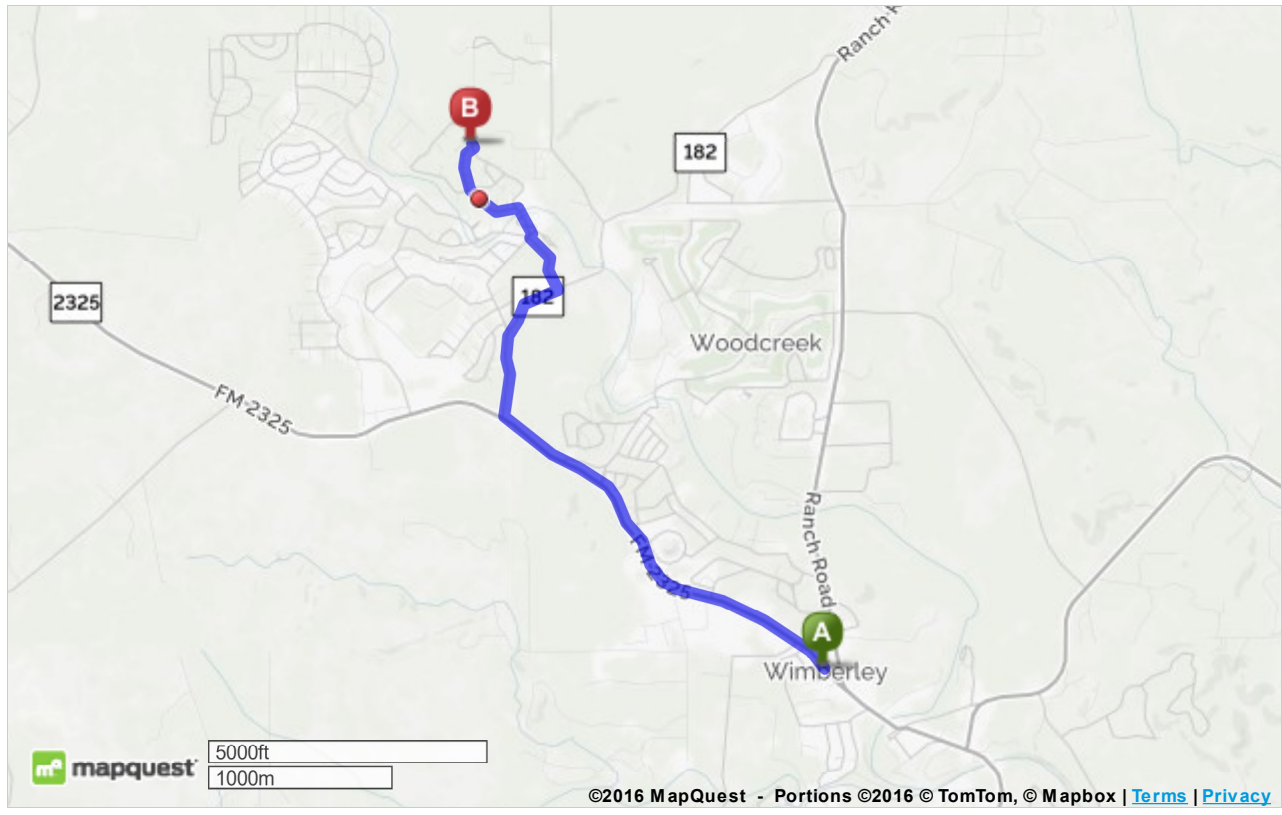 Ranch R
B
182
2325
182
Woodcreek
FM-2325
Ranch Road
FM-2325
A
Wimberley
mapquest
5000ft
1000m
©2016 MapQuest - Portions ©2016 © TomTom, © Mapbox | Terms | Privacy